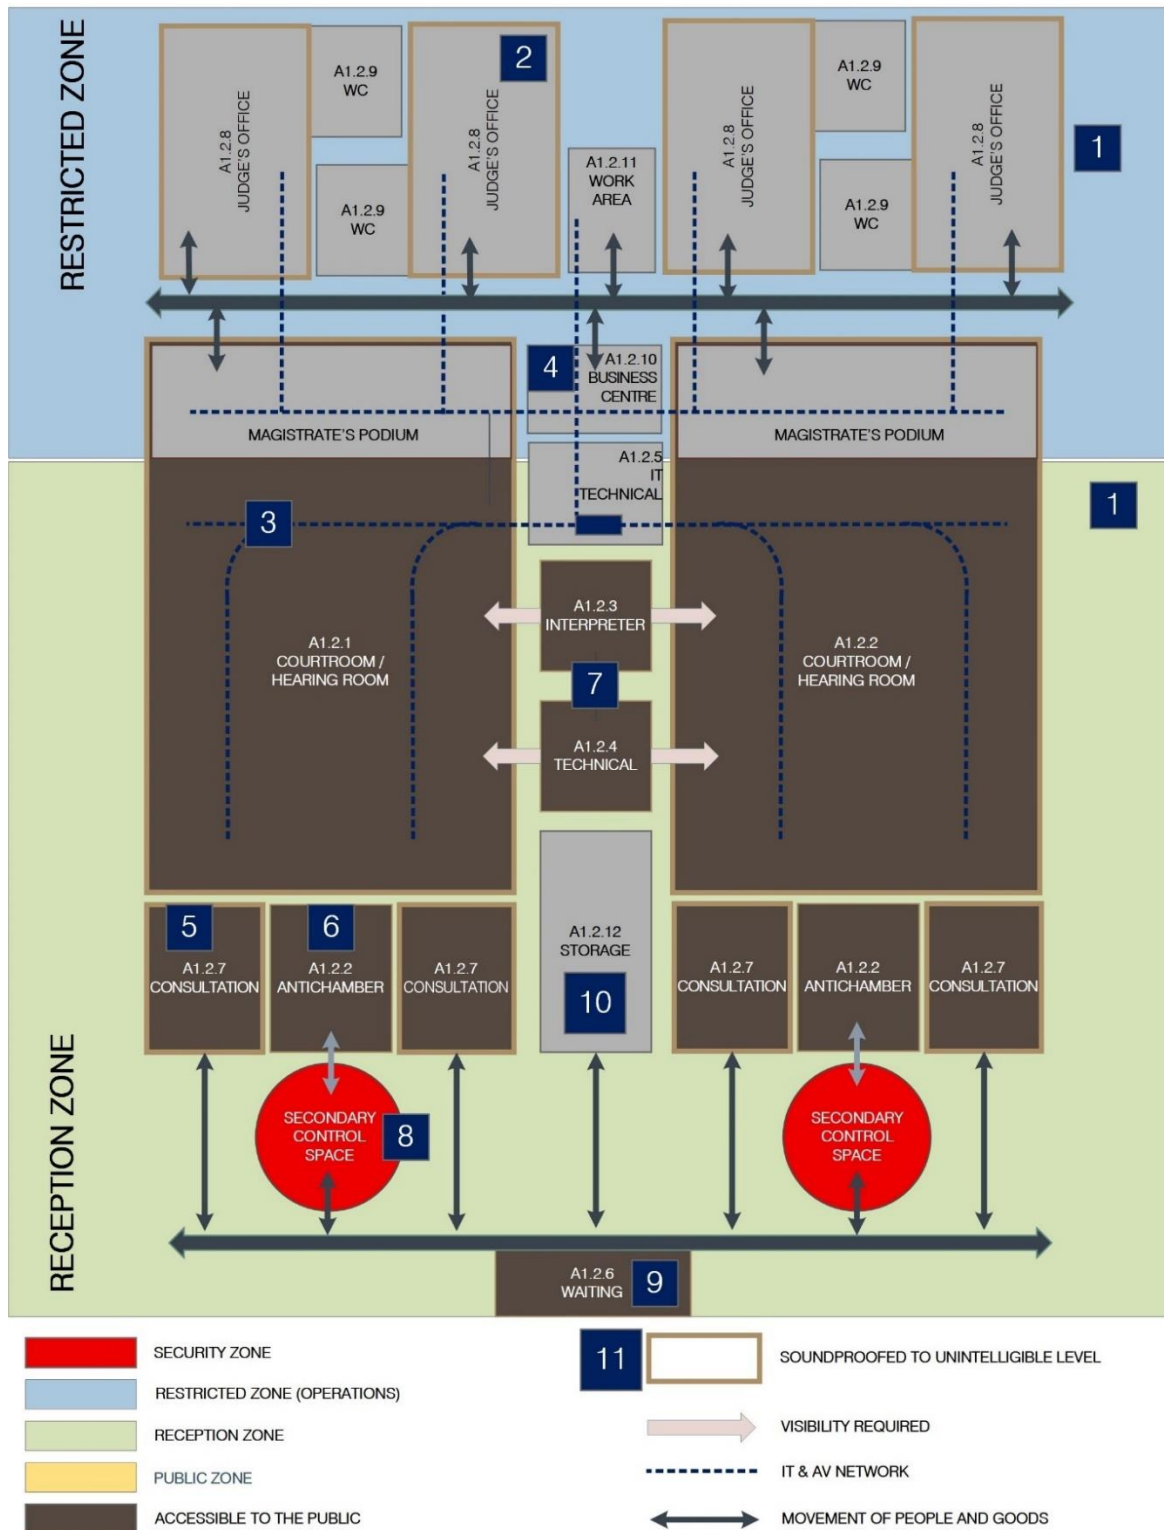 RESTRICTED ZONE
A1.2.8
JUDGE'S OFFICE
A1.2.9
WC
A1.2.9
WC
2
A1.2.8
JUDGE'S OFFICE
A1.2.11
WORK
AREA
A1.2.8
JUDGE'S OFFICE
A1.2.9
WC
A1.2.9
WC
A1.2.8
JUDGE'S OFFICE
1
4
A1.2.10
BUSINESS
CENTRE
MAGISTRATE'S PODIUM
MAGISTRATE'S PODIUM
A1.2.5
IT
TECHNICAL
1
3
A1.2.3
INTERPRETER
A1.2.1
COURTROOM /
HEARING ROOM
A1.2.2
COURTROOM /
HEARING ROOM
7
A1.2.4
TECHNICAL
RECEPTION ZONE
5
A1.2.7
CONSULTATION
6
A1.2.2
ANTICHAMBER
A1.2.7
CONSULTATION
A1.2.12
STORAGE
10
A1.2.7
CONSULTATION
A1.2.2
ANTICHAMBER
A1.2.7
CONSULTATION
SECONDARY
CONTROL
SPACE
8
SECONDARY
CONTROL
SPACE
A1.2.6
WAITING
9
SECURITY ZONE
RESTRICTED ZONE (OPERATIONS)
RECEPTION ZONE
PUBLIC ZONE
ACCESSIBLE TO THE PUBLIC
11
SOUNDPROOFED TO UNINTELLIGIBLE LEVEL
VISIBILITY REQUIRED
IT & AV NETWORK
MOVEMENT OF PEOPLE AND GOODS